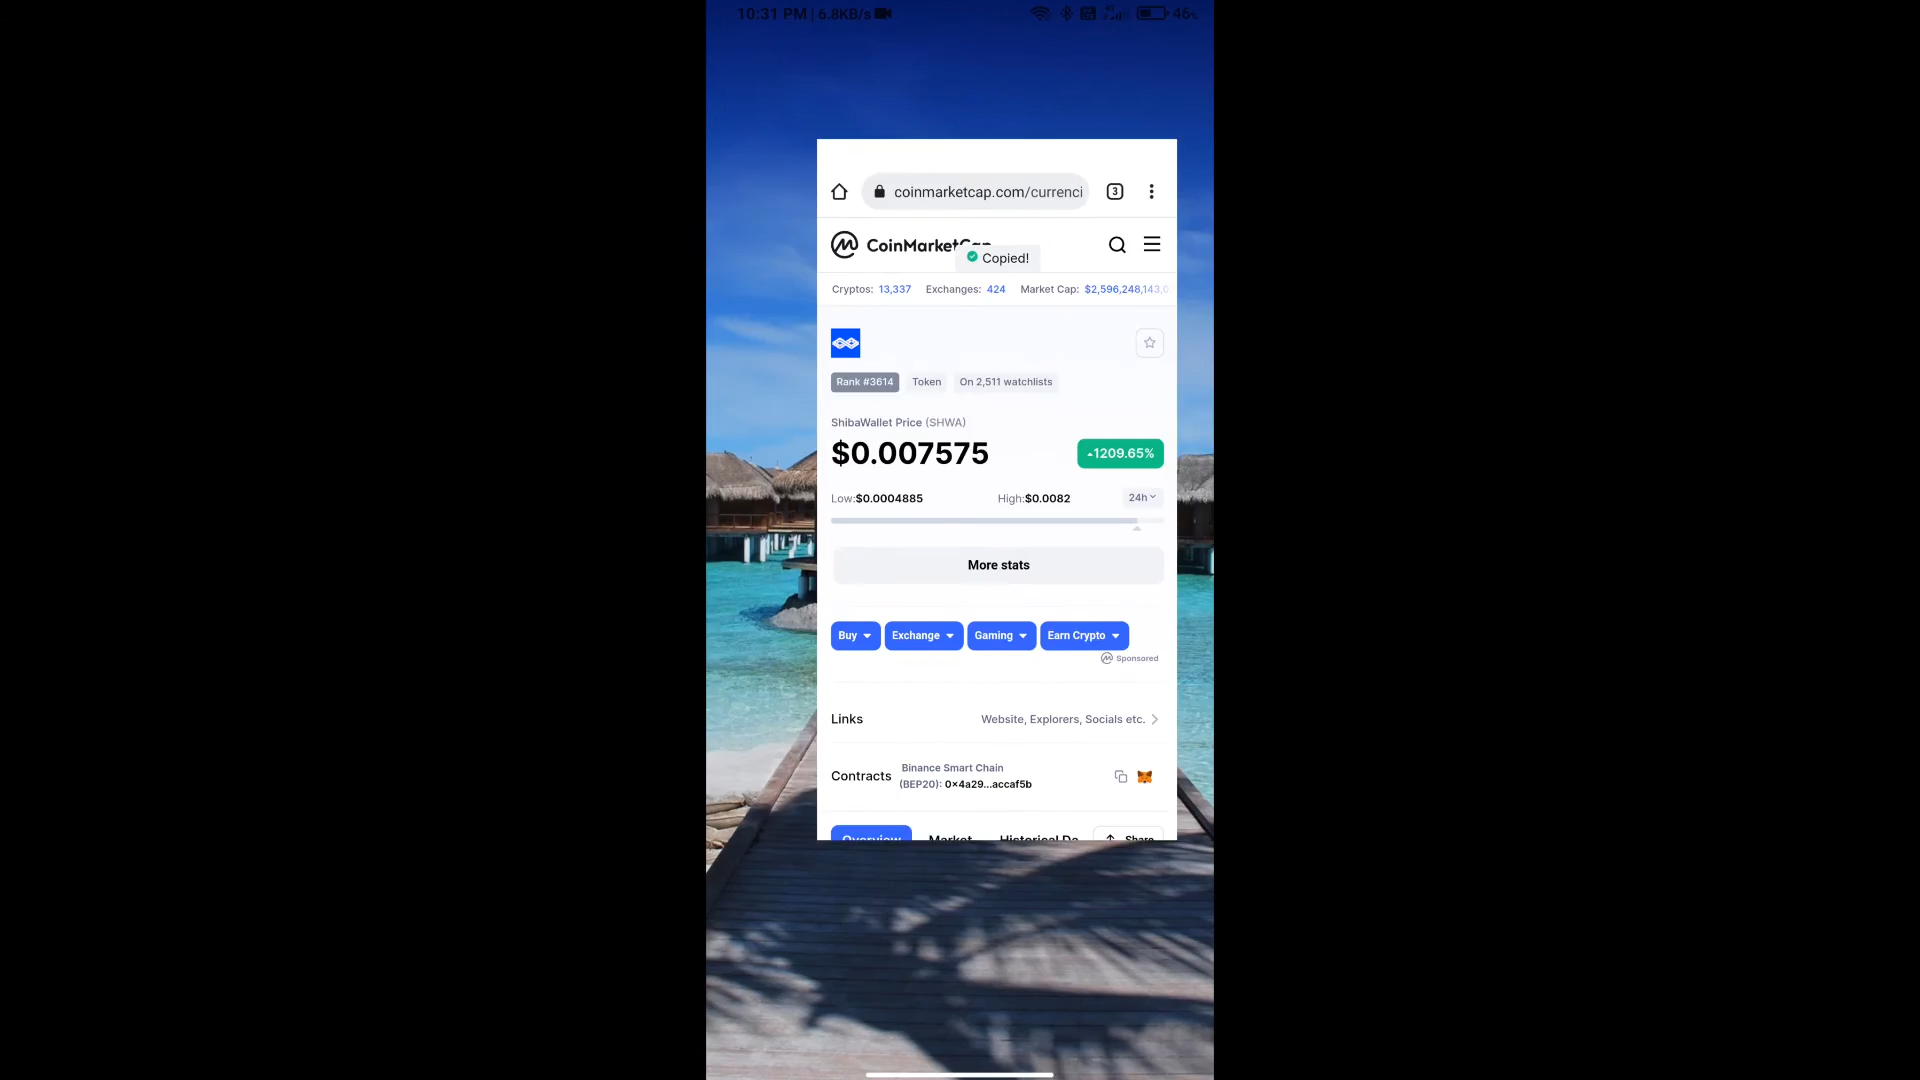 10:31 PM | 6.8KB/s
46%
coinmarketcap.com/currenci
3
CoinMarketCap
Copied!
Cryptos: 13,337 Exchanges: 424 Market Cap: $2,596,248,143,0
Rank #3614 Token On 2,511 watchlists
ShibaWallet Price (SHWA)
$0.007575
1209.65%
Low:$0.0004885 High:$0.0082 24h
More stats
Buy Exchange Gaming Earn Crypto
Sponsored
Links Website, Explorers, Socials etc.
Contracts Binance Smart Chain
(BEP20): 0x4a29...accaf5b
Overview Market Historical Da Share